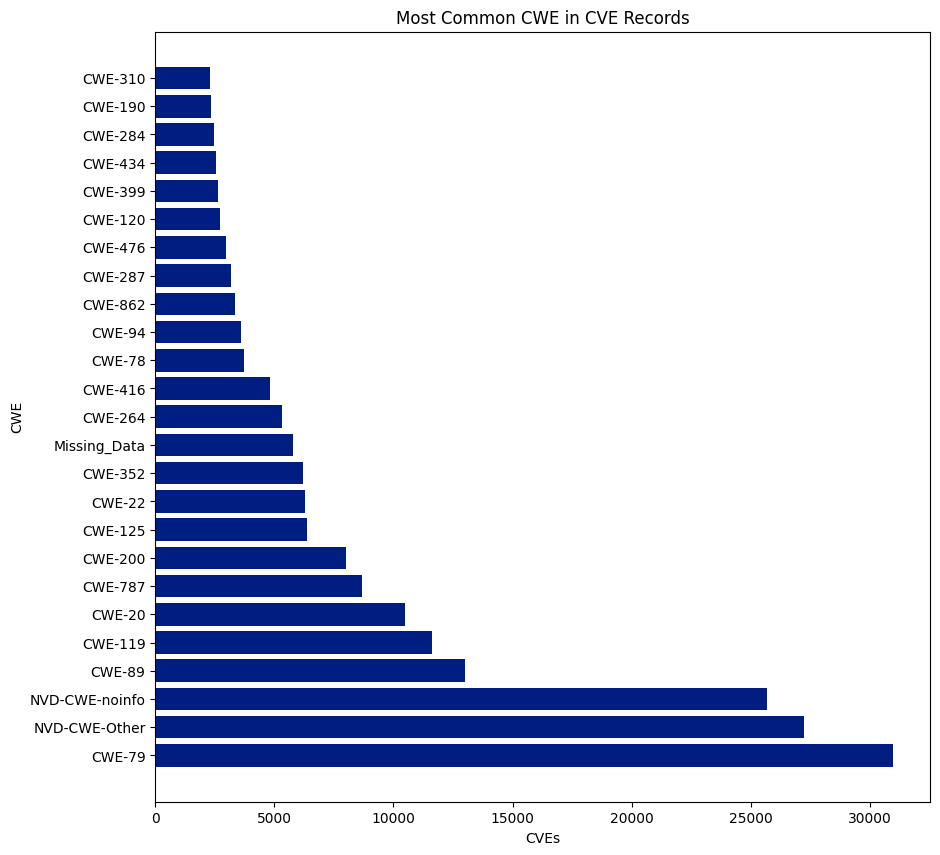 Most Common CWE in CVE Records
CWE-310
CWE-190
CWE-284
CWE-434
CWE-399
CWE-120
CWE-476
CWE-287
CWE-862
CWE-94
CWE-78
CWE-416
CWE-264
Missing_Data
CWE-352
CWE-22
CWE-125
CWE-200
CWE-787
CWE-20
CWE-119
CWE-89
NVD-CWE-noinfo
NVD-CWE-Other
CWE-79
CWE
0 5000 10000 15000 20000 25000 30000
CVEs